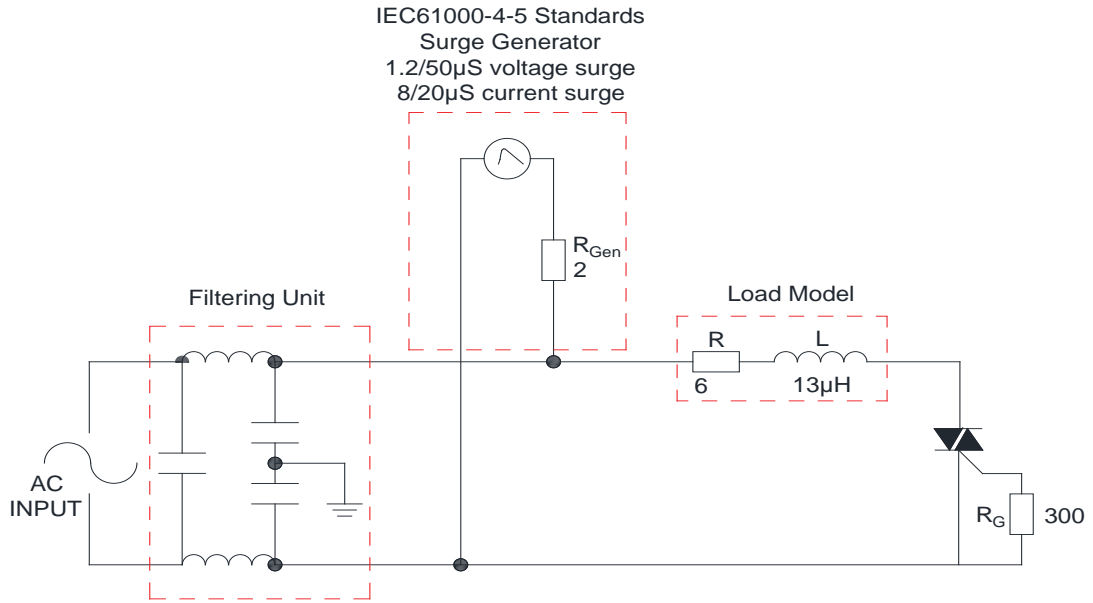 IEC61000-4-5 Standards
Surge Generator
1.2/50µS voltage surge
8/20µS current surge
RGen
2
Filtering Unit
Load Model
R
L
6
13µH
AC
INPUT
RG
300